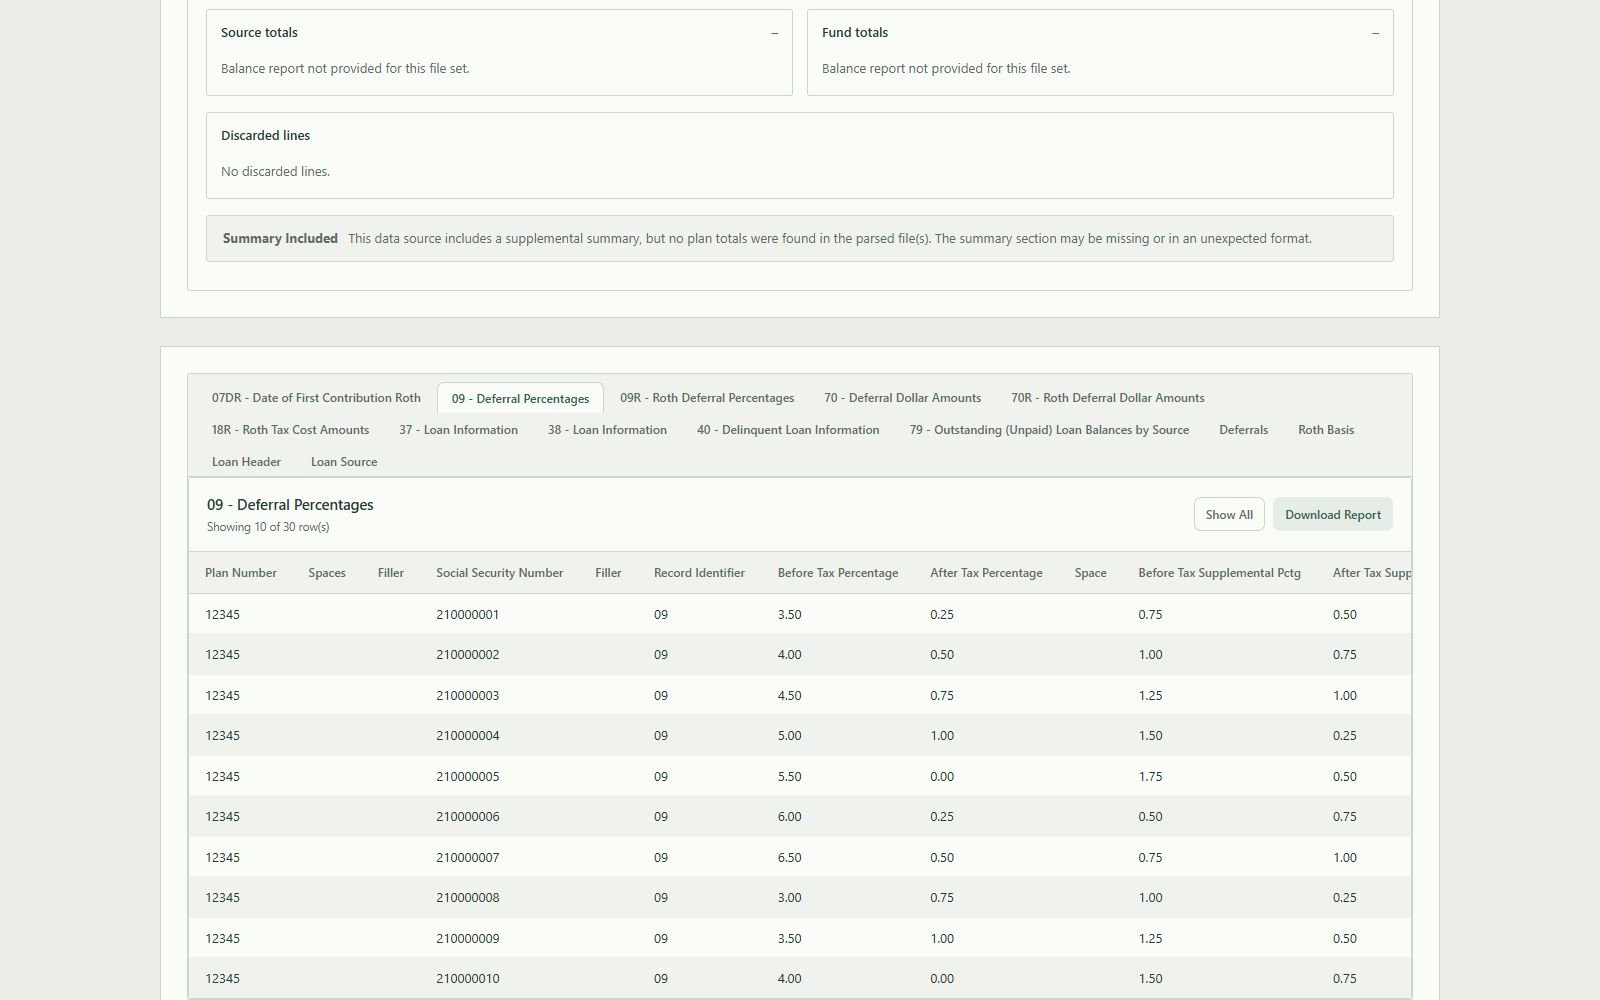 Source totals –
Balance report not provided for this file set.
Fund totals –
Balance report not provided for this file set.
Discarded lines
No discarded lines.
Summary Included This data source includes a supplemental summary, but no plan totals were found in the parsed file(s). The summary section may be missing or in an unexpected format.
07DR - Date of First Contribution Roth 09 - Deferral Percentages 09R - Roth Deferral Percentages 70 - Deferral Dollar Amounts 70R - Roth Deferral Dollar Amounts
18R - Roth Tax Cost Amounts 37 - Loan Information 38 - Loan Information 40 - Delinquent Loan Information 79 - Outstanding (Unpaid) Loan Balances by Source Deferrals Roth Basis
Loan Header Loan Source
09 - Deferral Percentages
Showing 10 of 30 row(s)
Show All Download Report
Plan Number Spaces Filler Social Security Number Filler Record Identifier Before Tax Percentage After Tax Percentage Space Before Tax Supplemental Pctg After Tax Supp
12345 210000001 09 3.50 0.25 0.75 0.50
12345 210000002 09 4.00 0.50 1.00 0.75
12345 210000003 09 4.50 0.75 1.25 1.00
12345 210000004 09 5.00 1.00 1.50 0.25
12345 210000005 09 5.50 0.00 1.75 0.50
12345 210000006 09 6.00 0.25 0.50 0.75
12345 210000007 09 6.50 0.50 0.75 1.00
12345 210000008 09 3.00 0.75 1.00 0.25
12345 210000009 09 3.50 1.00 1.25 0.50
12345 210000010 09 4.00 0.00 1.50 0.75